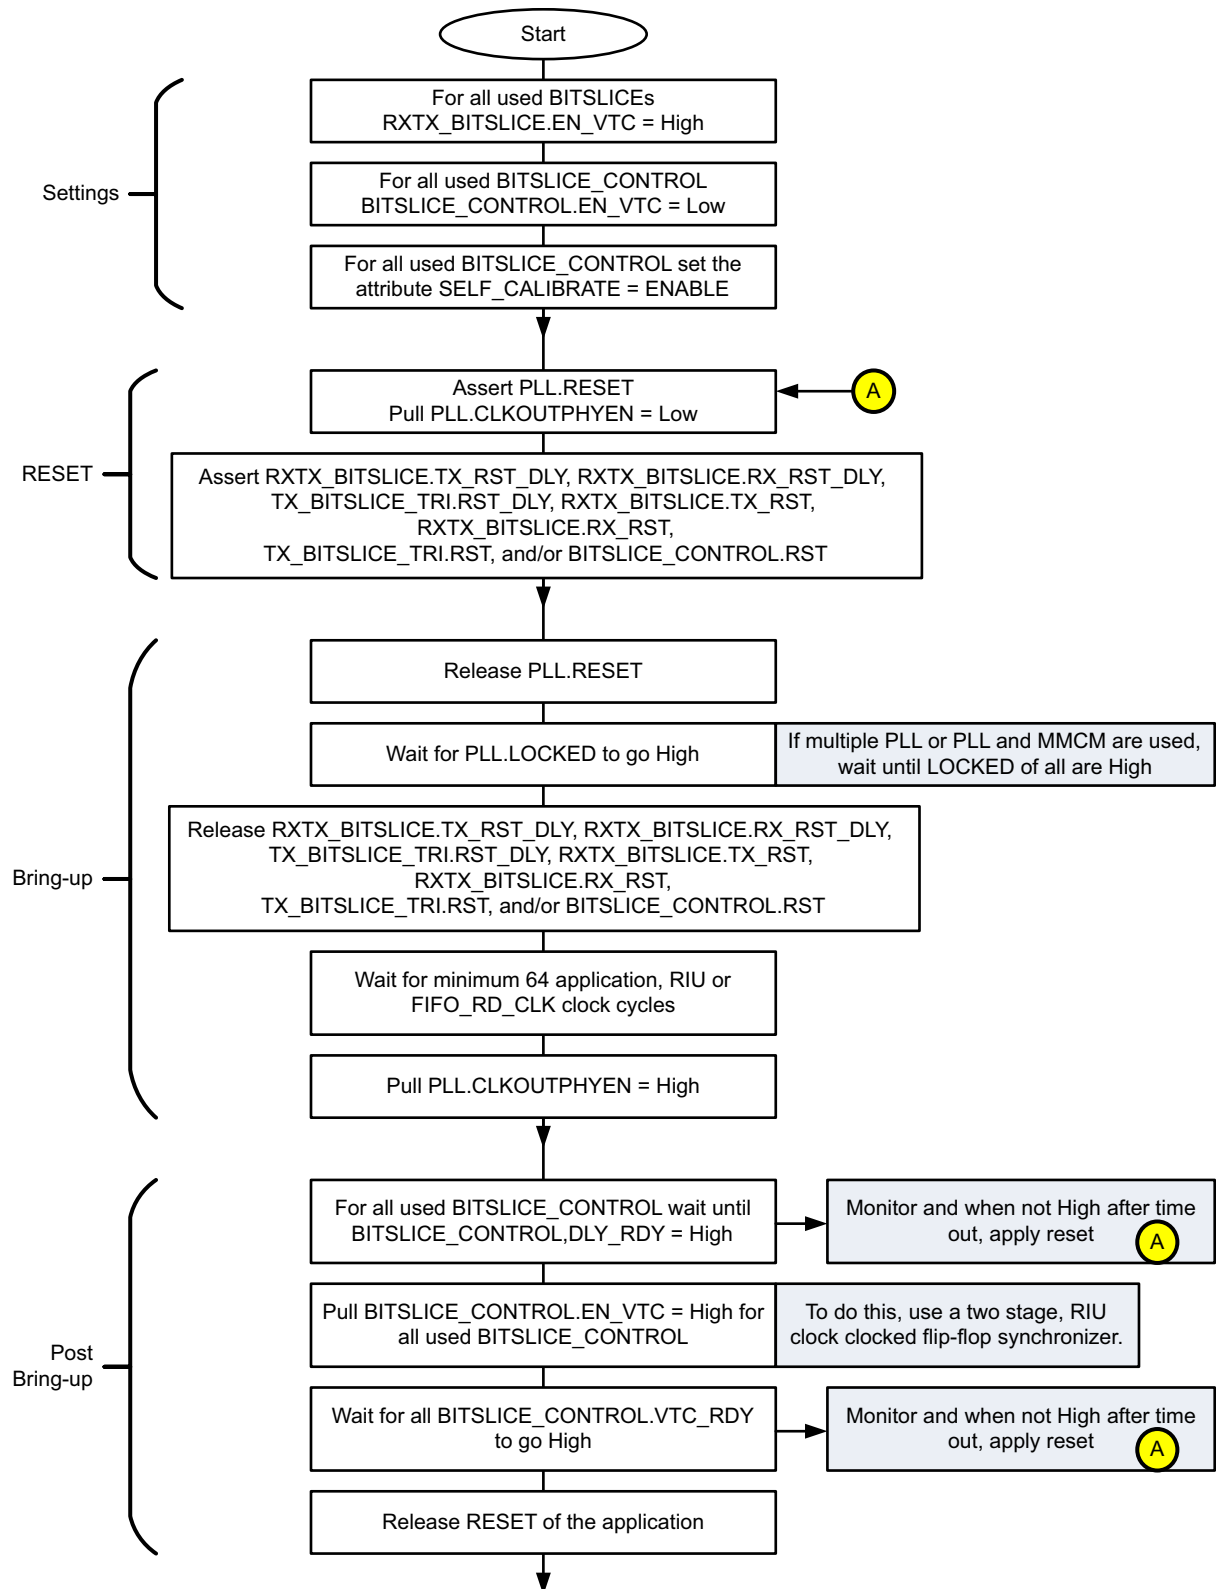 Start
For all used BITSLICEs
RXTX_BITSLICE.EN_VTC = High
Settings
For all used BITSLICE_CONTROL
BITSLICE_CONTROL.EN_VTC = Low
For all used BITSLICE_CONTROL set the
attribute SELF_CALIBRATE = ENABLE
Assert PLL.RESET
Pull PLL.CLKOUTPHYEN = Low
A
RESET
Assert RXTX_BITSLICE.TX_RST_DLY, RXTX_BITSLICE.RX_RST_DLY,
TX_BITSLICE_TRI.RST_DLY, RXTX_BITSLICE.TX_RST,
RXTX_BITSLICE.RX_RST,
TX_BITSLICE_TRI.RST, and/or BITSLICE_CONTROL.RST
Release PLL.RESET
Wait for PLL.LOCKED to go High
If multiple PLL or PLL and MMCM are used,
wait until LOCKED of all are High
Release RXTX_BITSLICE.TX_RST_DLY, RXTX_BITSLICE.RX_RST_DLY,
TX_BITSLICE_TRI.RST_DLY, RXTX_BITSLICE.TX_RST,
RXTX_BITSLICE.RX_RST,
TX_BITSLICE_TRI.RST, and/or BITSLICE_CONTROL.RST
Bring-up
Wait for minimum 64 application, RIU or
FIFO_RD_CLK clock cycles
Pull PLL.CLKOUTPHYEN = High
For all used BITSLICE_CONTROL wait until
BITSLICE_CONTROL,DLY_RDY = High
Monitor and when not High after time
out, apply reset
A
Pull BITSLICE_CONTROL.EN_VTC = High for
all used BITSLICE_CONTROL
To do this, use a two stage, RIU
clock clocked flip-flop synchronizer.
Post
Bring-up
Wait for all BITSLICE_CONTROL.VTC_RDY
to go High
Monitor and when not High after time
out, apply reset
A
Release RESET of the application